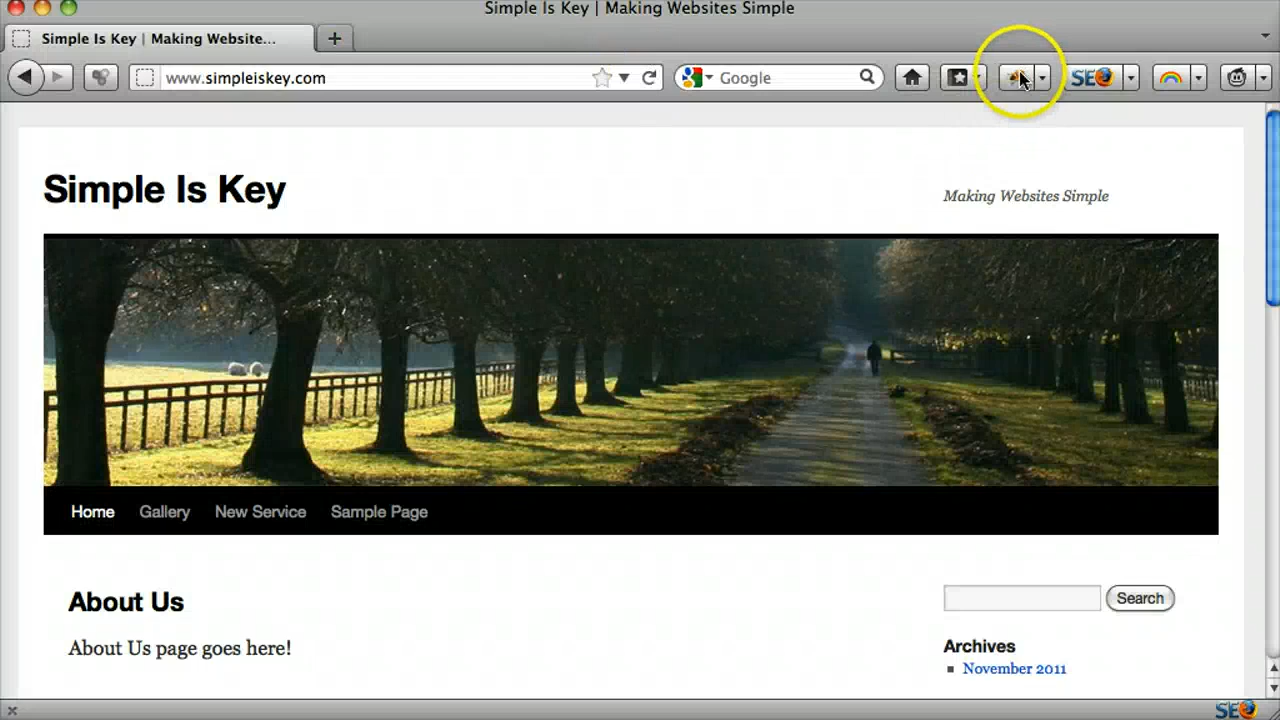 Simple Is Key | Making Websites Simple
Simple Is Key | Making Website...
www.simpleiskey.com
Google
SEO
Simple Is Key
Making Websites Simple
Home Gallery New Service Sample Page
About Us
Search
About Us page goes here!
Archives
November 2011
SEO